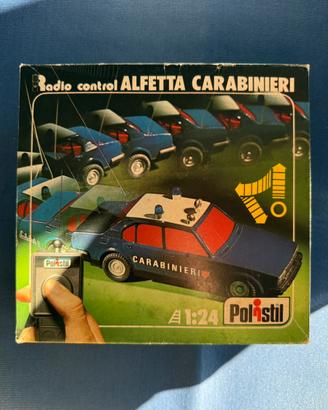 Radio control ALFETTA CARABINIERI
CARABINIERI
Polistil
1:24
Polistil